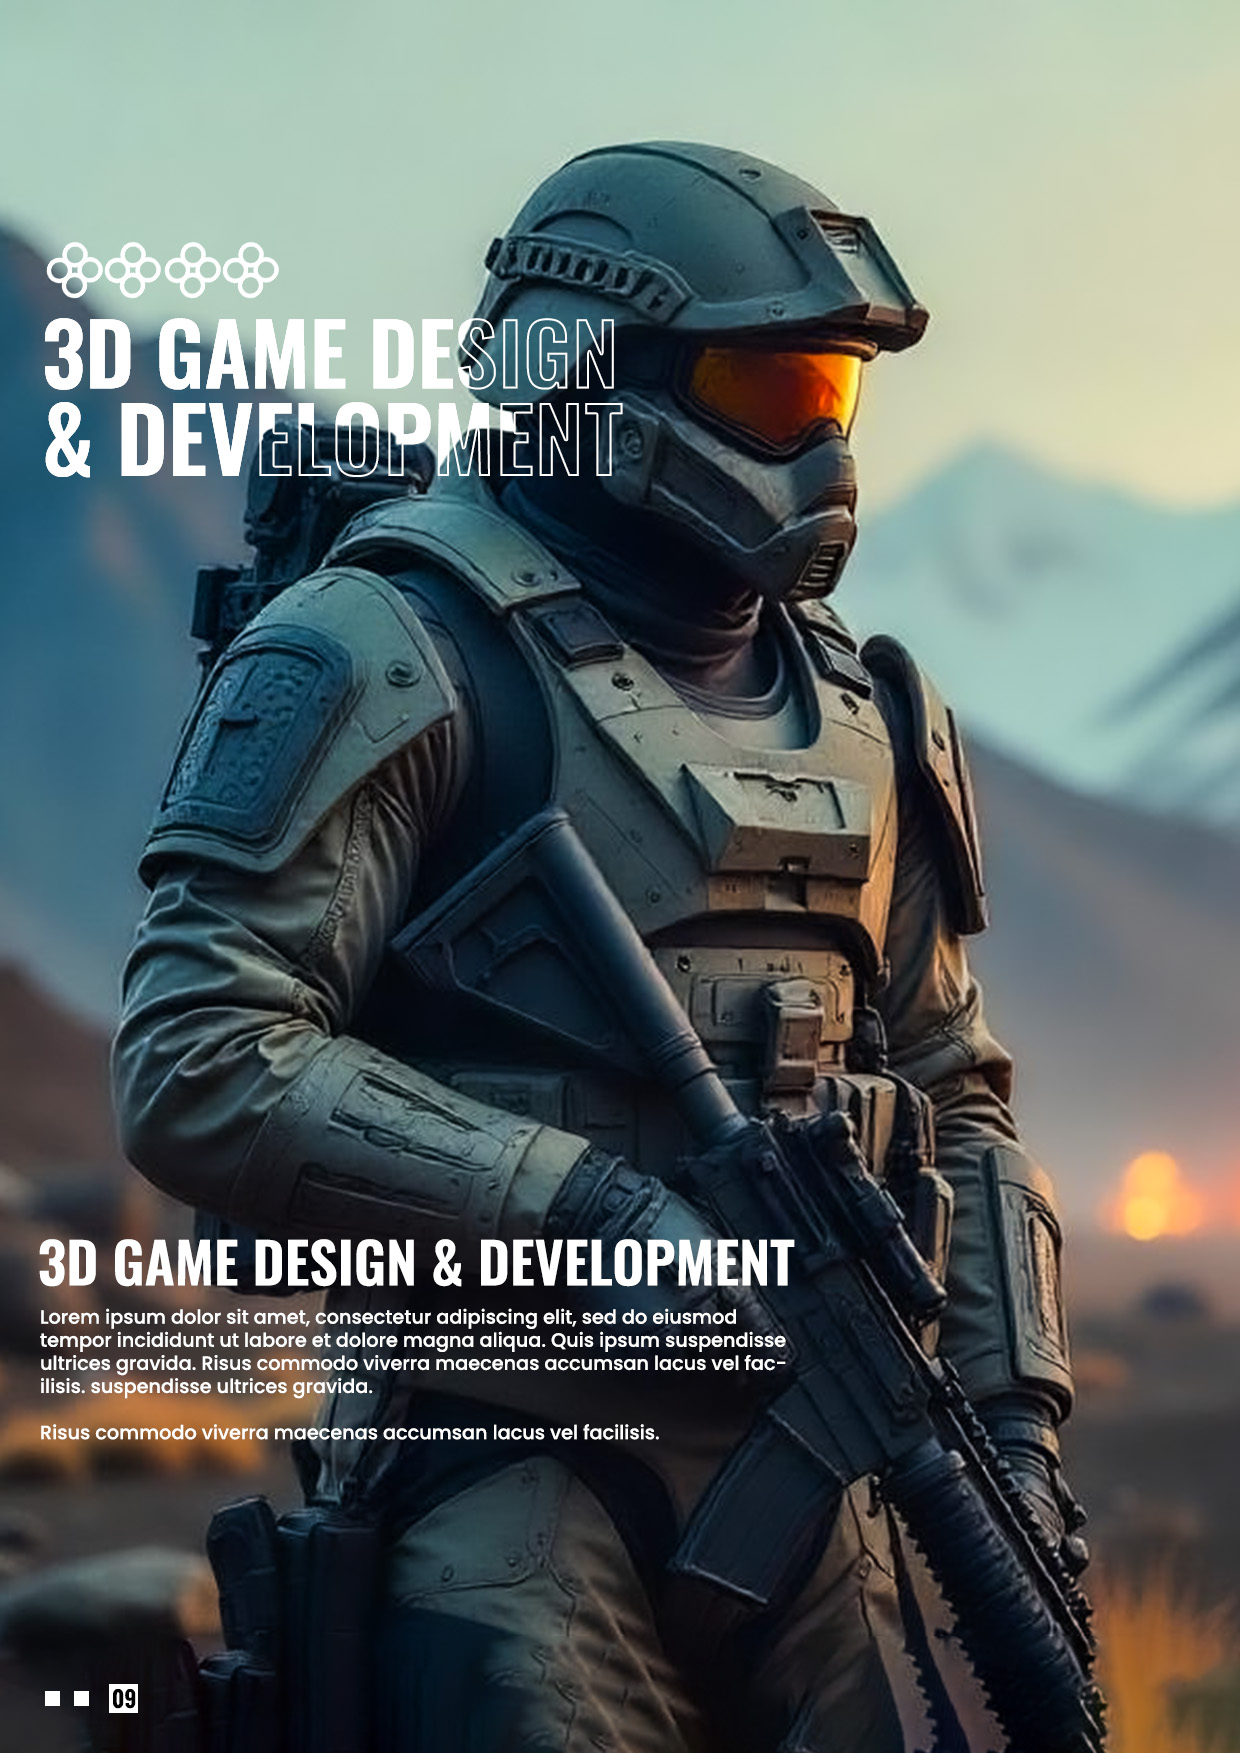 3D GAME DESIGN
& DEVELOPMENT
3D GAME DESIGN & DEVELOPMENT
Lorem ipsum dolor sit amet, consectetur adipiscing elit, sed do eiusmod
tempor incididunt ut labore et dolore magna aliqua. Quis ipsum suspendisse
ultrices gravida. Risus commodo viverra maecenas accumsan lacus vel fac-
ilisis. suspendisse ultrices gravida.
Risus commodo viverra maecenas accumsan lacus vel facilisis.
09